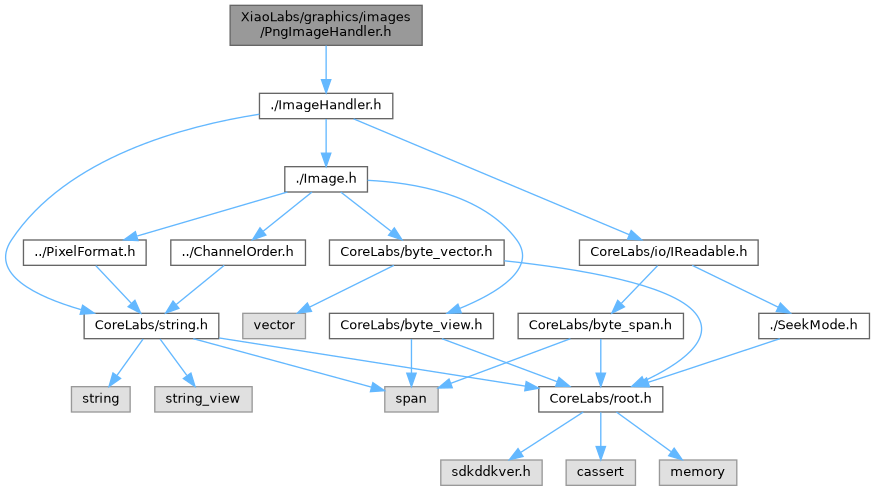 XiaoLabs/graphics/images
/PngImageHandler.h
./ImageHandler.h
./Image.h
../PixelFormat.h
../ChannelOrder.h
CoreLabs/byte_vector.h
CoreLabs/io/IReadable.h
CoreLabs/string.h
vector
CoreLabs/byte_view.h
CoreLabs/byte_span.h
./SeekMode.h
string
string_view
span
CoreLabs/root.h
sdkddkver.h
cassert
memory